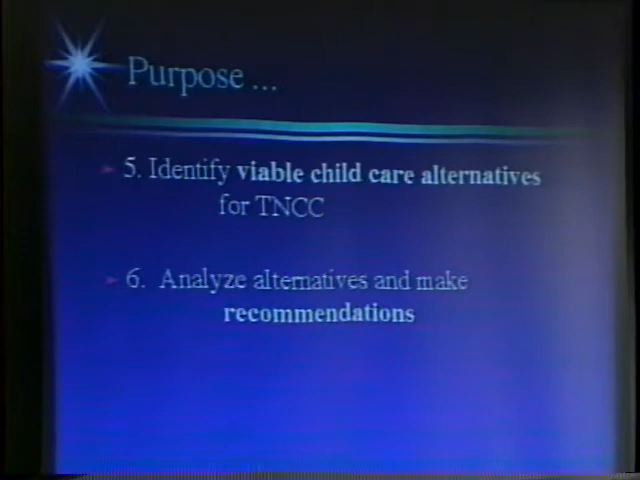 Purpose ...
5. Identify viable child care alternatives
for TNCC
6. Analyze alternatives and make
recommendations